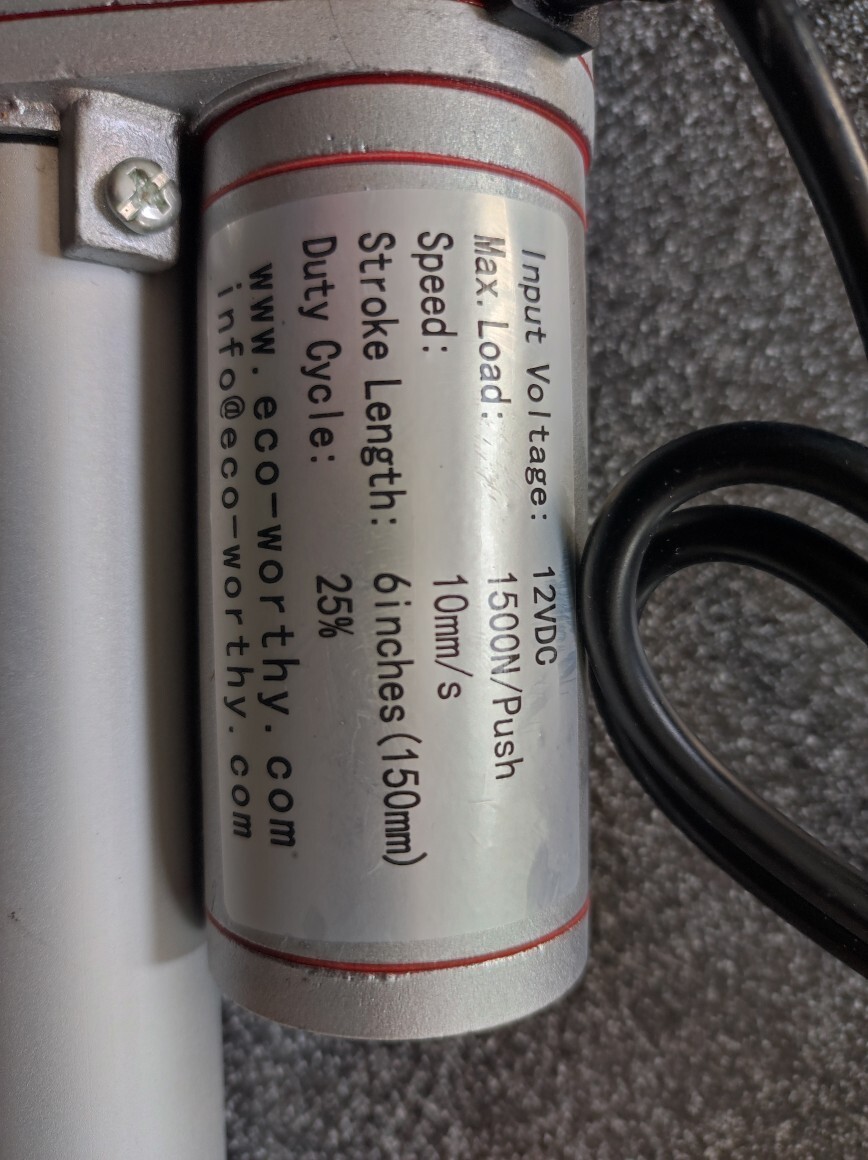 Input Voltage: 12VDC
Max. Load: 1500N/Push
Speed: 10mm/s
Stroke Length: 6inches(150mm)
Duty Cycle: 25%
www.eco-worthy.com
info@eco-worthy.com